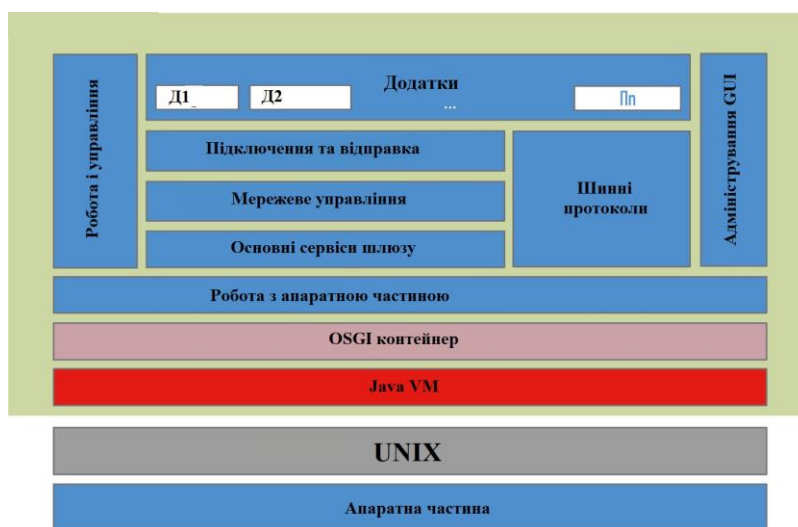 Робота і управління
Додатки
Д1
Д2
...
Пn
Адміністрування GUI
Підключення та відправка
Мережеве управління
Основні сервіси шлюзу
Шинні
протоколи
Робота з апаратною частиною
OSGI контейнер
Java VM
UNIX
Апаратна частина